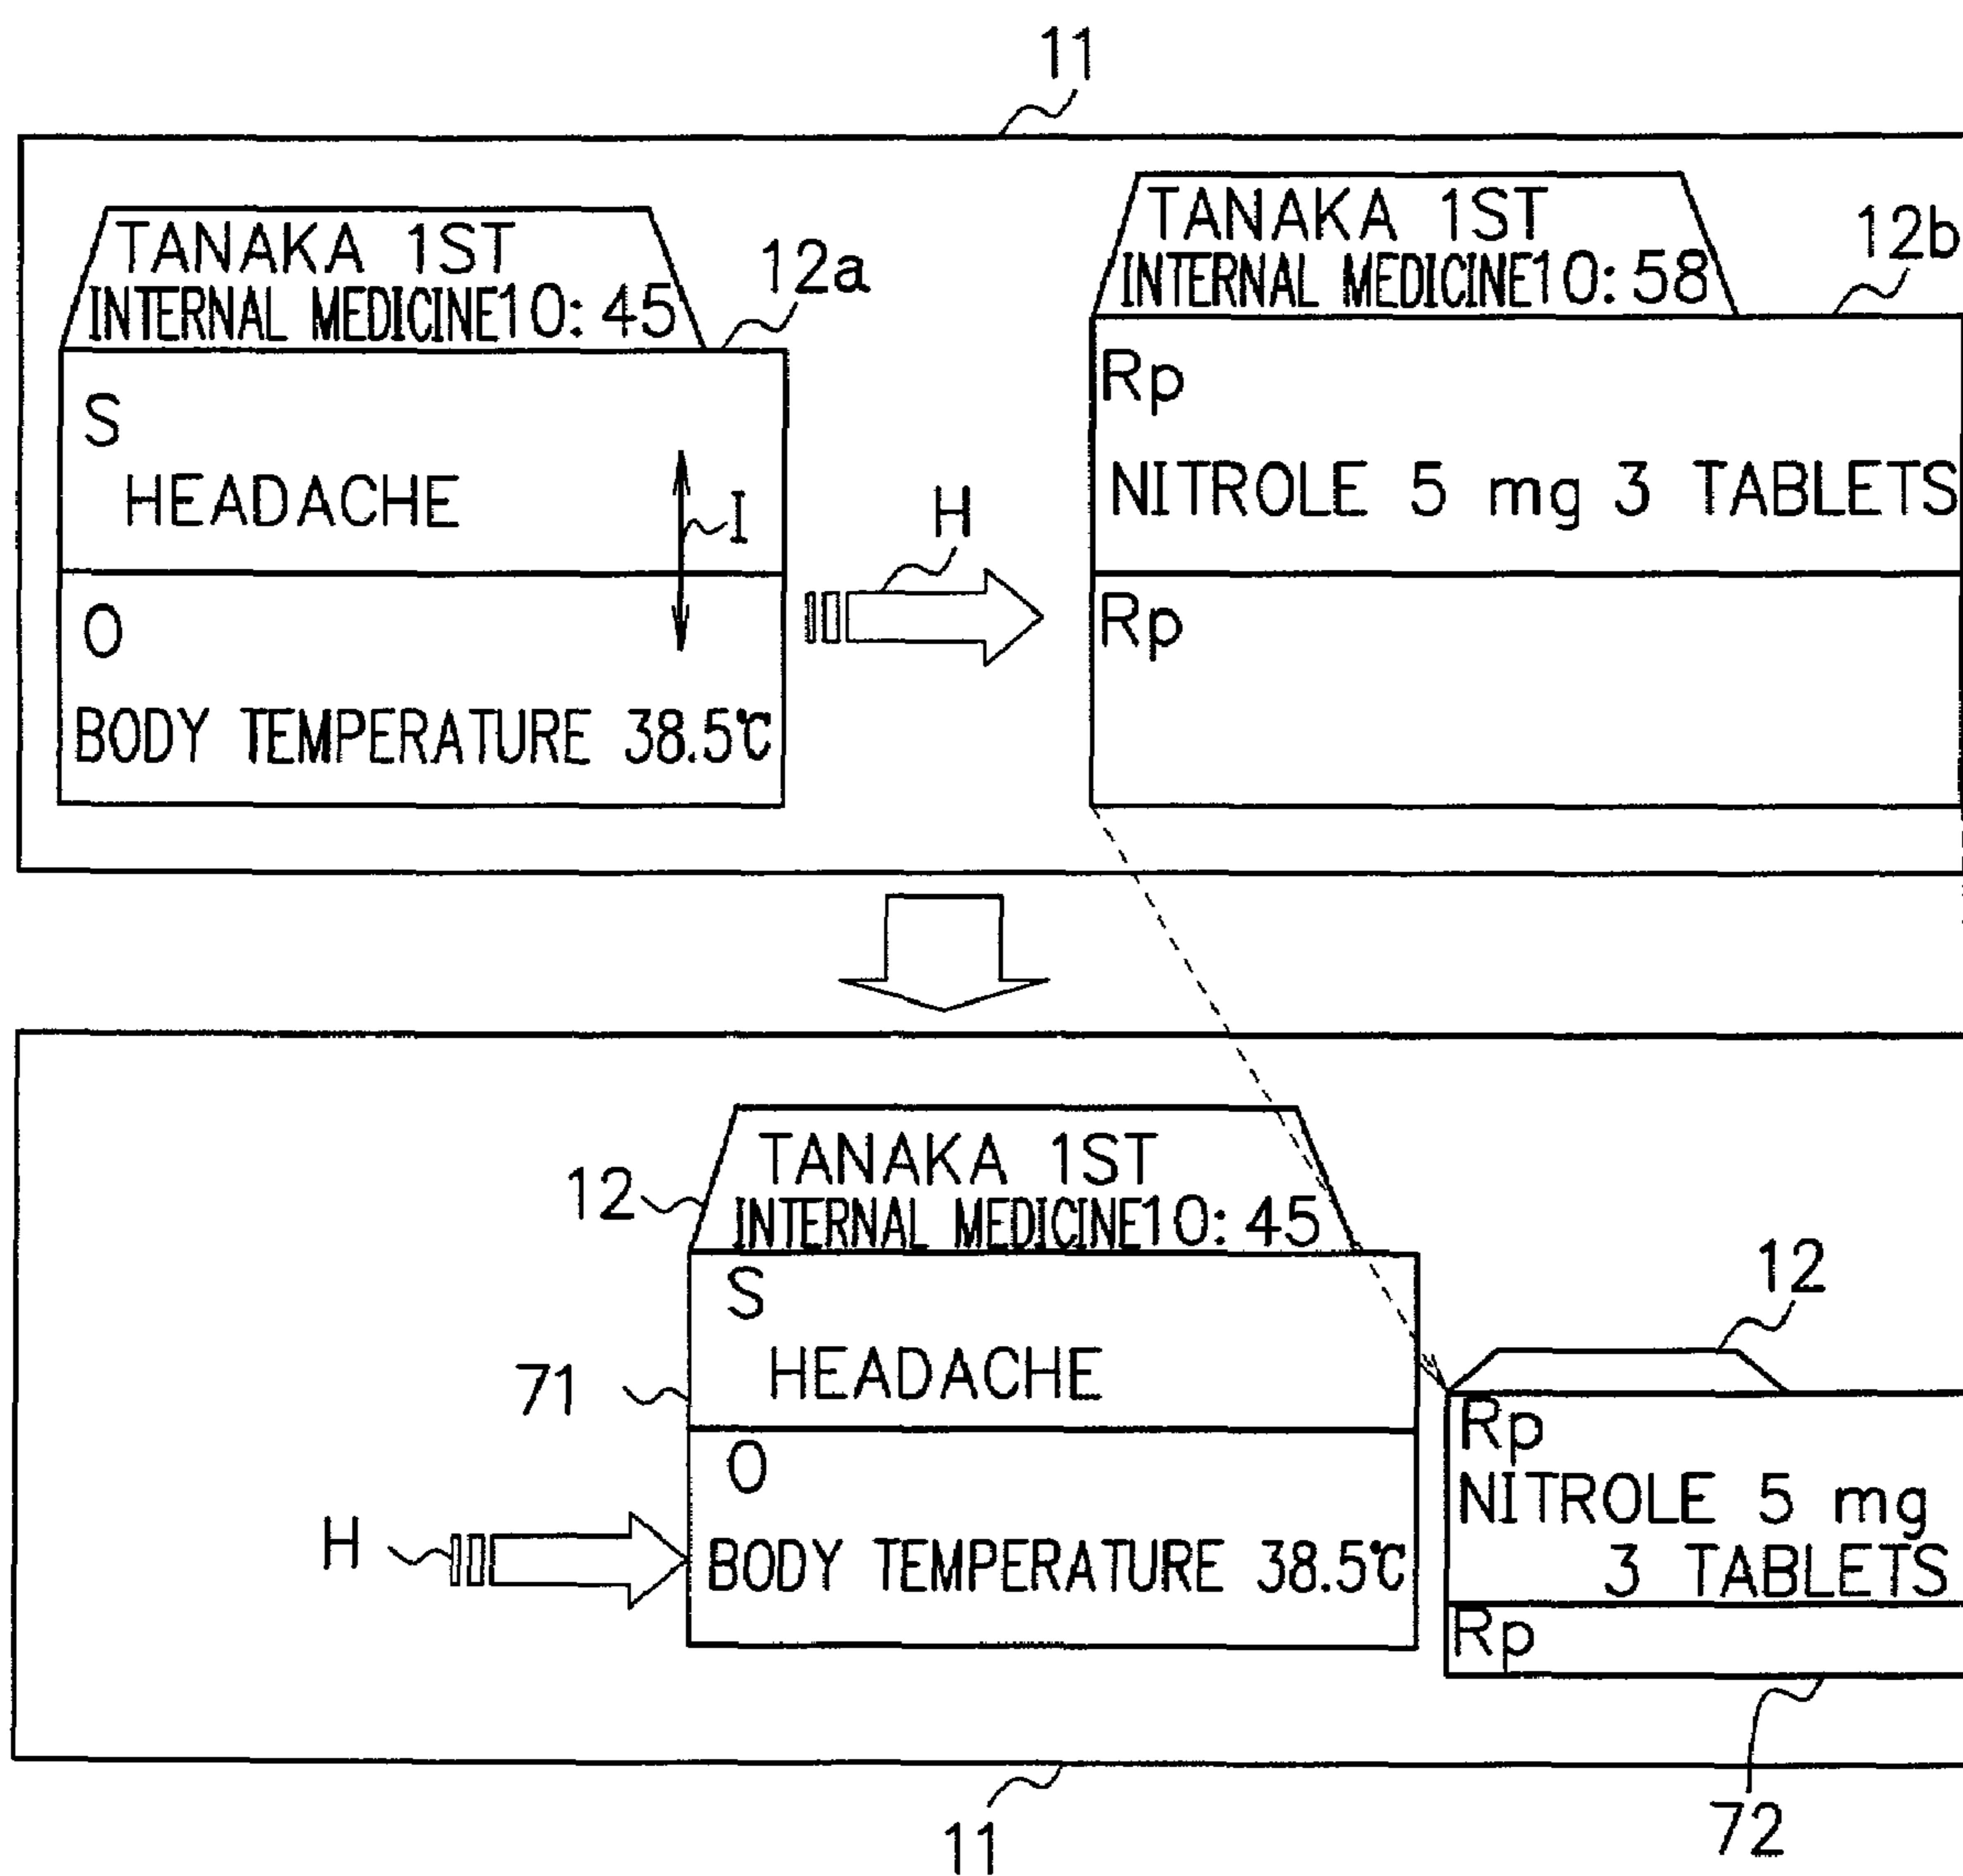 11
TANAKA 1ST
INTERNAL MEDICINE10:45
12a
S
HEADACHE
I
O
BODY TEMPERATURE 38.5℃
H
TANAKA 1ST
INTERNAL MEDICINE10:58
12b
Rp
NITROLE 5 mg 3 TABLETS
Rp
12
TANAKA 1ST
INTERNAL MEDICINE10:45
S
HEADACHE
71
O
BODY TEMPERATURE 38.5℃
H
12
Rp
NITROLE 5 mg
3 TABLETS
Rp
72
11